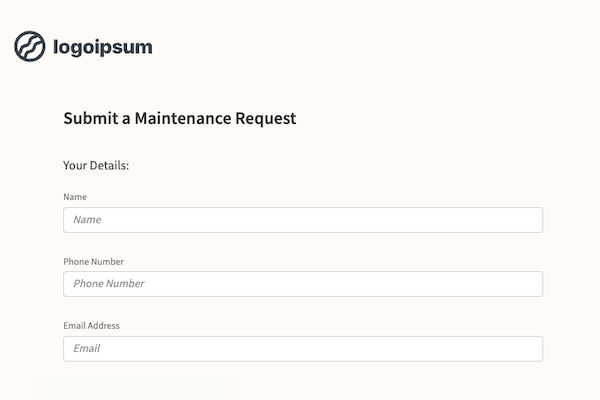 logoipsum
Submit a Maintenance Request
Your Details:
Name
Name
Phone Number
Phone Number
Email Address
Email